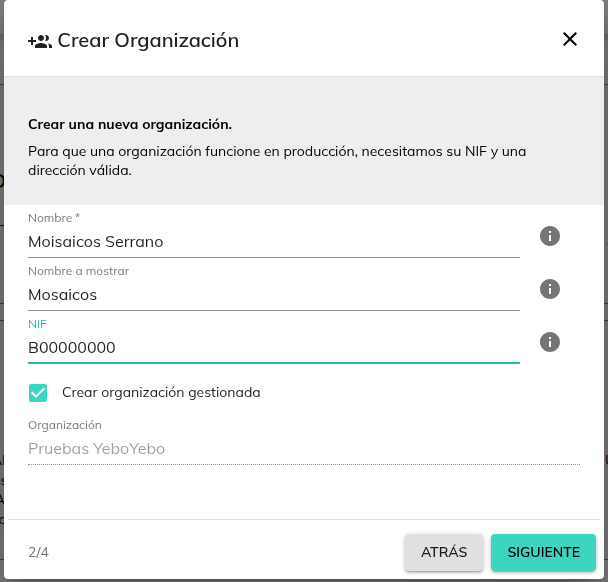 Crear Organización
Crear una nueva organización.
Para que una organización funcione en producción, necesitamos su NIF y una
dirección válida.
Nombre *
Moisaicos Serrano
Nombre a mostrar
Mosaicos
NIF
B00000000
Crear organización gestionada
Organización
Pruebas YeboYebo
2/4
ATRÁS
SIGUIENTE